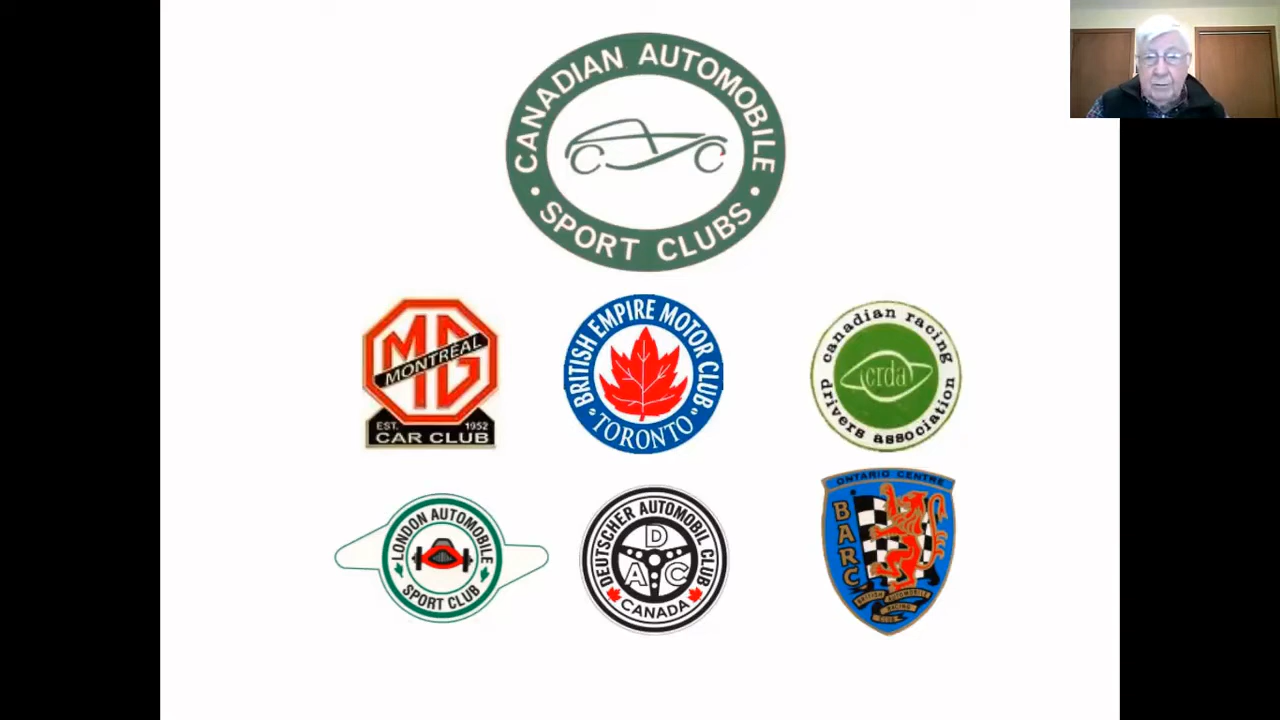 CANADIAN AUTOMOBILE
• SPORT CLUBS •
MG
MONTRÉAL
EST. 1952
CAR CLUB
BRITISH EMPIRE MOTOR CLUB
• TORONTO •
canadian racing
drivers association
crda
LONDON AUTOMOBILE
SPORT CLUB
DEUTSCHER AUTOMOBIL CLUB
CANADA
D
A C
ONTARIO CENTRE
BARC
BRITISH AUTOMOBILE
RACING
CLUB